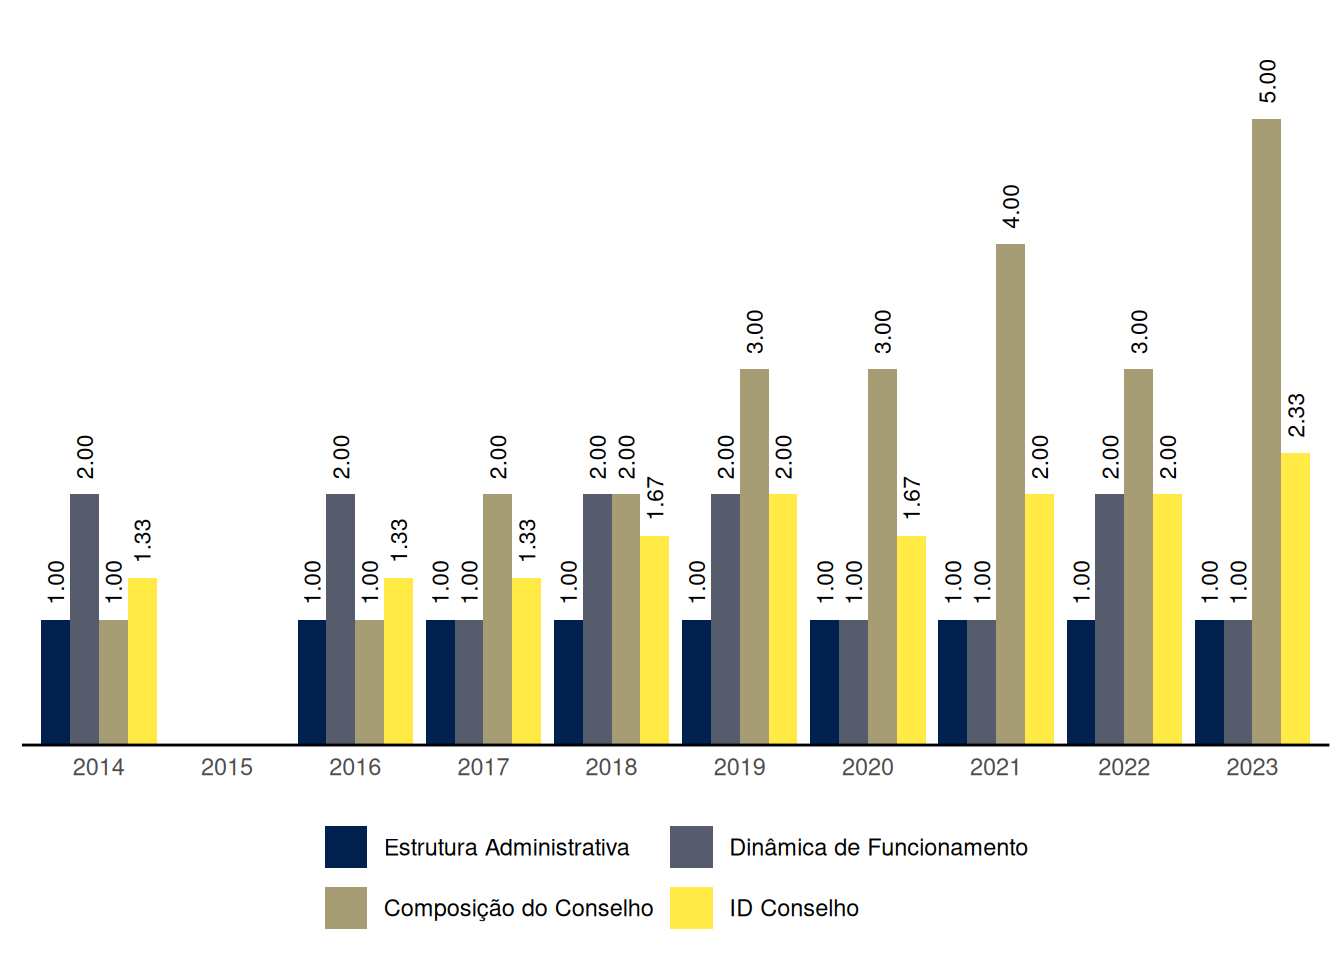 5.00
4.00
3.00 3.00 3.00
2.33
2.00 2.00 2.00 2.00 2.00 2.00 2.00 2.00 2.00 2.00
1.67 1.67
1.33 1.33 1.33
1.00 1.00 1.00 1.00 1.00 1.00 1.00 1.00 1.00 1.00 1.00 1.00 1.00 1.00 1.00
2014 2015 2016 2017 2018 2019 2020 2021 2022 2023
Estrutura Administrativa Dinâmica de Funcionamento
Composição do Conselho ID Conselho